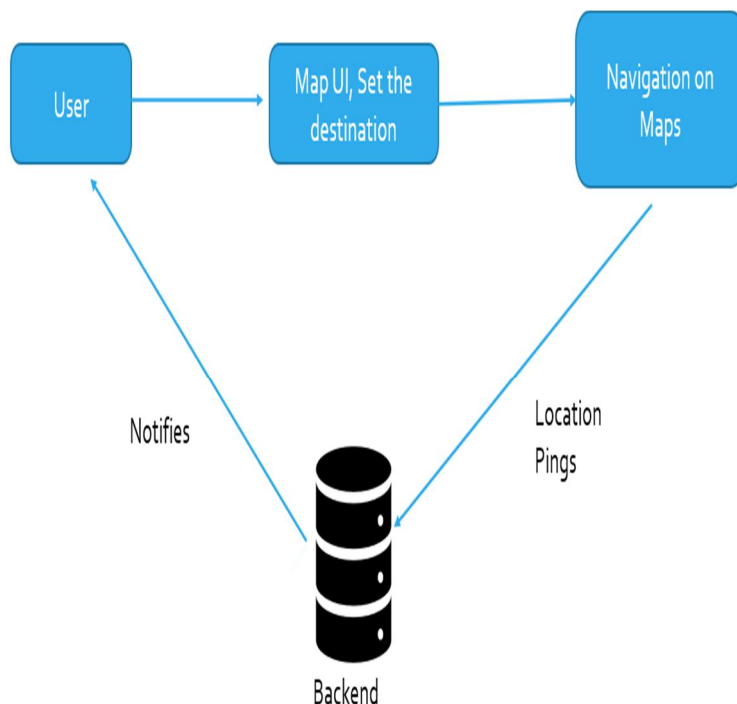 User
Map UI, Set the
destination
Navigation on
Maps
Notifies
Location
Pings
Backend